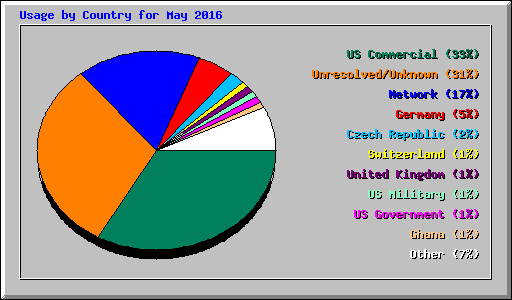 Usage by Country for May 2016
US Commercial (33%)
Unresolved/Unknown (31%)
Network (17%)
Germany (5%)
Czech Republic (2%)
Switzerland (1%)
United Kingdom (1%)
US Military (1%)
US Government (1%)
Ghana (1%)
Other (7%)